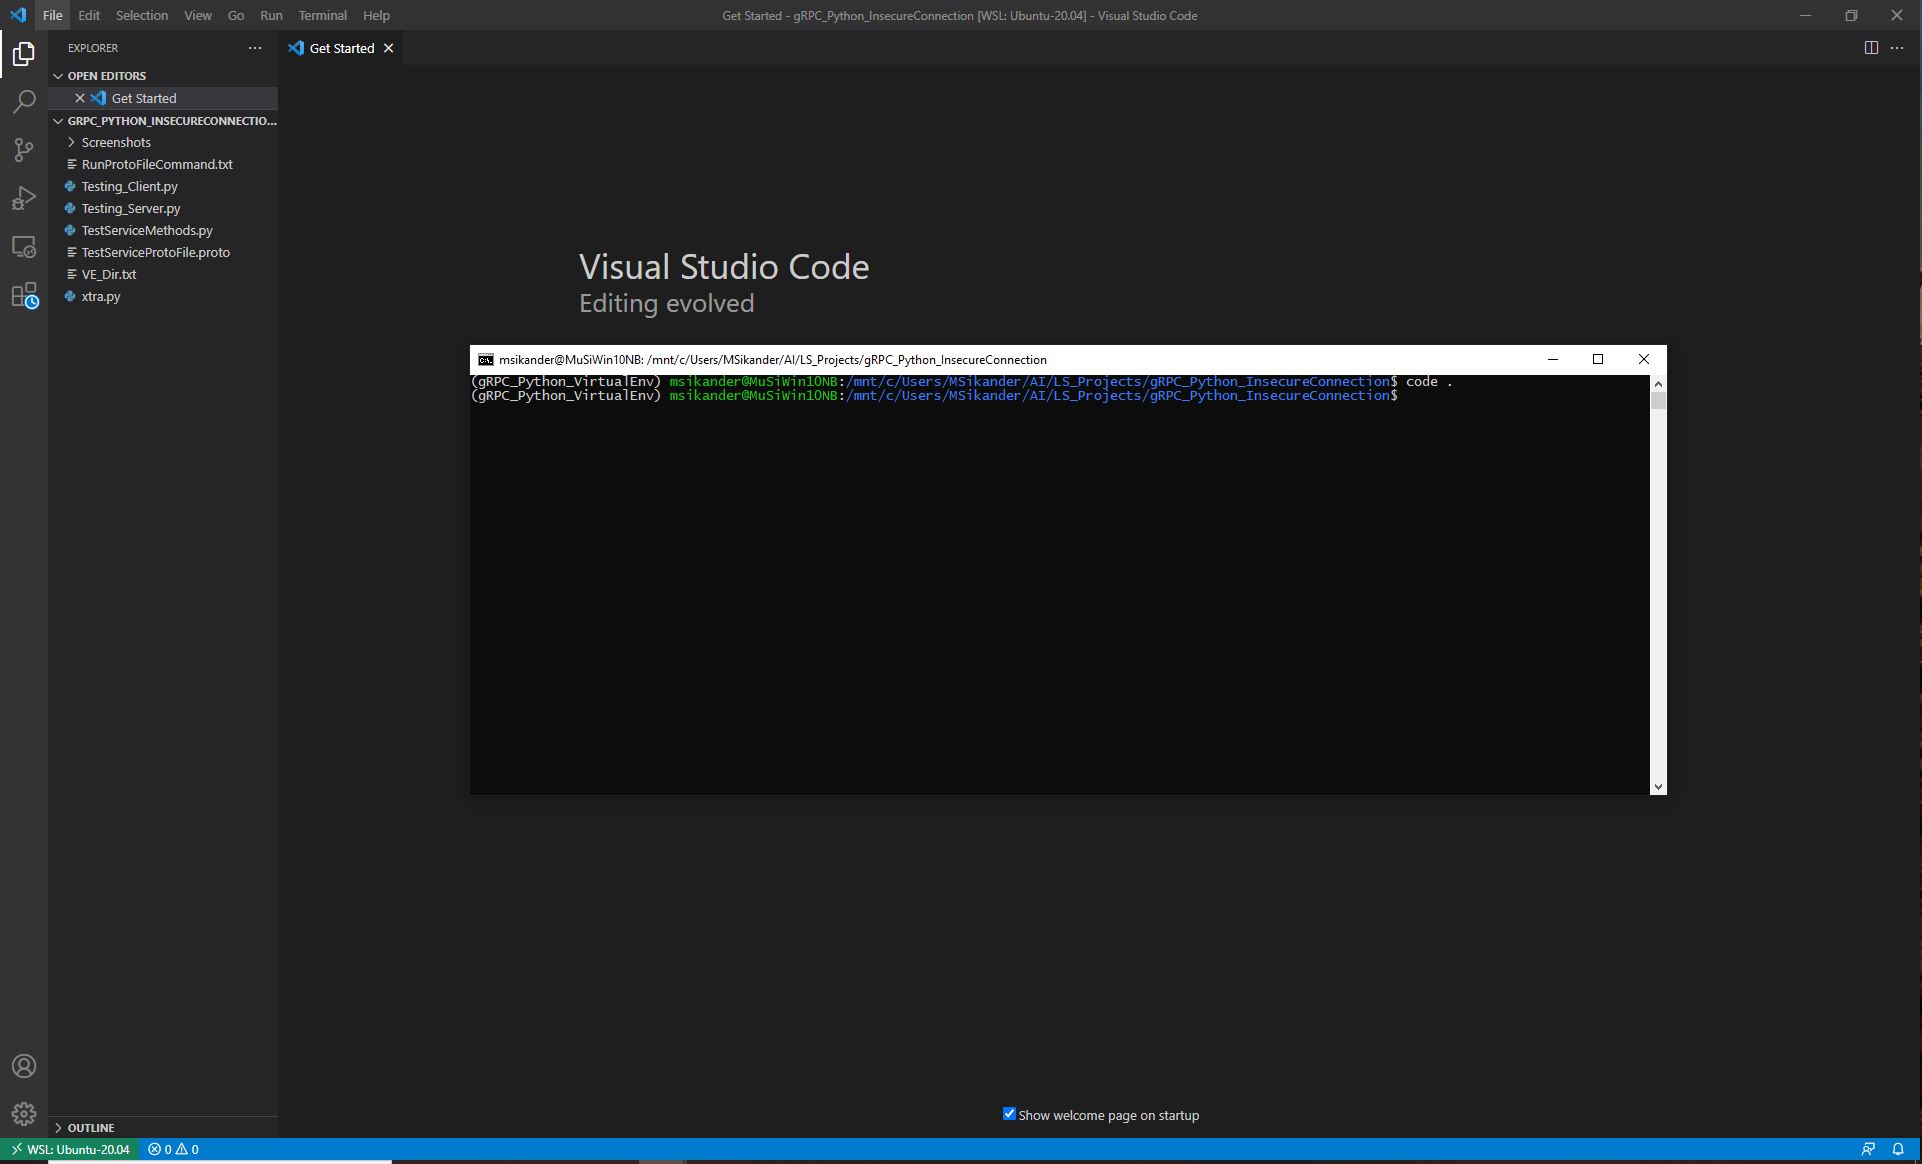 File Edit Selection View Go Run Terminal Help
Get Started - gRPC_Python_InsecureConnection [WSL: Ubuntu-20.04] - Visual Studio Code
EXPLORER
Get Started
OPEN EDITORS
Get Started
GRPC_PYTHON_INSECURECONNECTIO...
Screenshots
RunProtoFileCommand.txt
Testing_Client.py
Testing_Server.py
TestServiceMethods.py
TestServiceProtoFile.proto
VE_Dir.txt
xtra.py
Visual Studio Code
Editing evolved
msikander@MuSiWin10NB: /mnt/c/Users/MSikander/AI/LS_Projects/gRPC_Python_InsecureConnection
(gRPC_Python_VirtualEnv) msikander@MuSiWin10NB:/mnt/c/Users/MSikander/AI/LS_Projects/gRPC_Python_InsecureConnection$ code .
(gRPC_Python_VirtualEnv) msikander@MuSiWin10NB:/mnt/c/Users/MSikander/AI/LS_Projects/gRPC_Python_InsecureConnection$
Show welcome page on startup
OUTLINE
WSL: Ubuntu-20.04 0 0